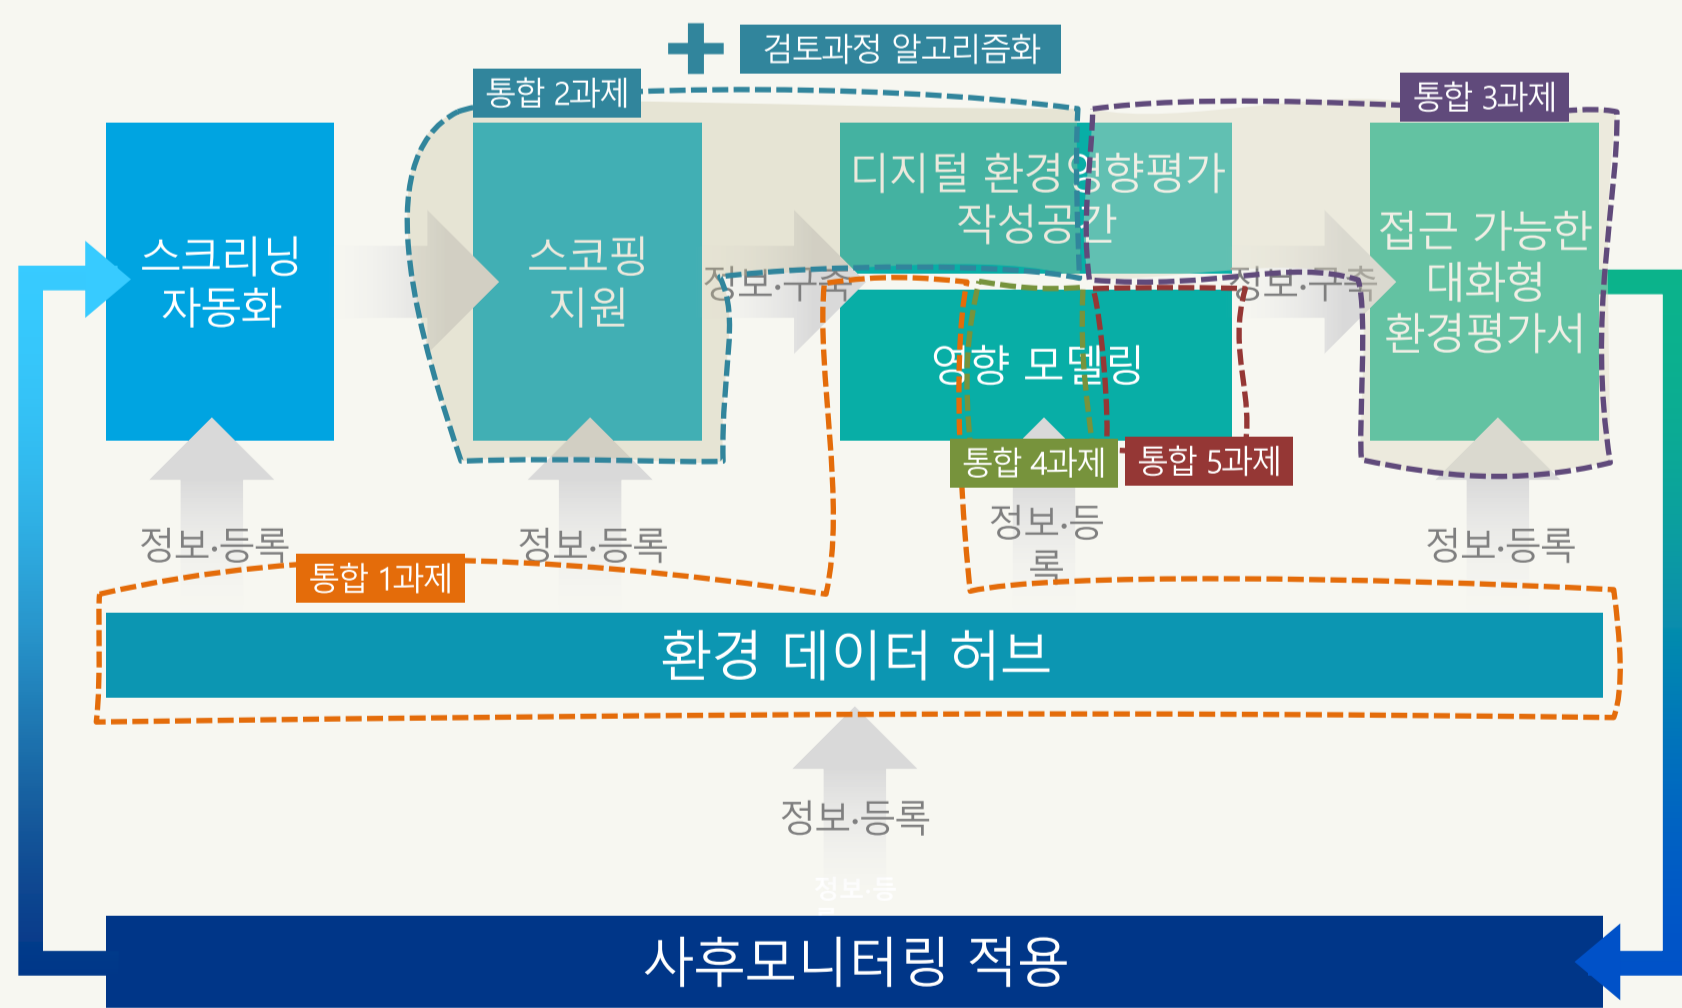 검토과정 알고리즘화
통합 2과제
통합 3과제
스크리닝
자동화
스코핑
지원
정보·구축
디지털 환경영향평가
작성공간
영향 모델링
정보·구축
접근 가능한
대화형
환경평가서
통합 4과제
통합 5과제
정보·등록
정보·등록
정보·등
록
정보·등록
통합 1과제
환경 데이터 허브
정보·등록
정보·등
사후모니터링 적용